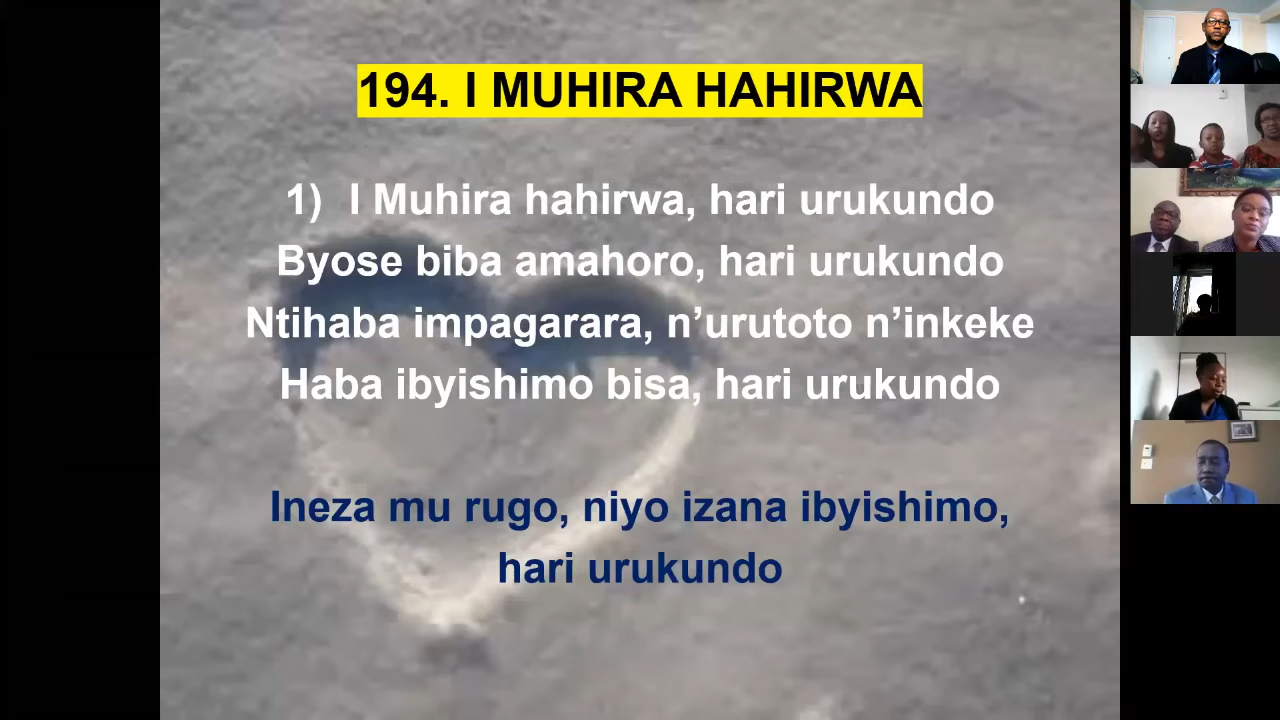 194. I MUHIRA HAHIRWA
1) I Muhira hahirwa, hari urukundo
Byose biba amahoro, hari urukundo
Ntihaba impagarara, n’urutoto n’inkeke
Haba ibyishimo bisa, hari urukundo
Ineza mu rugo, niyo izana ibyishimo,
hari urukundo